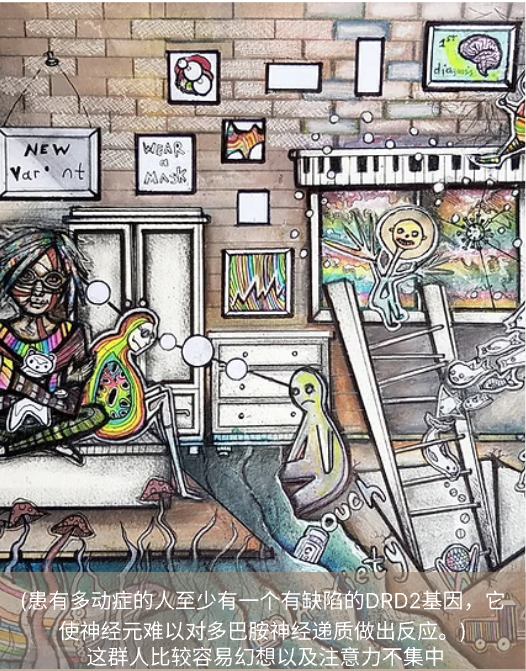 1ST
diagnosis
NEW
Var nt
WEAR
a
MASK
ouch
ety
(患有多动症的人至少有一个有缺陷的DRD2基因，它
使神经元难以对多巴胺神经递质做出反应。)
这群人比较容易幻想以及注意力不集中